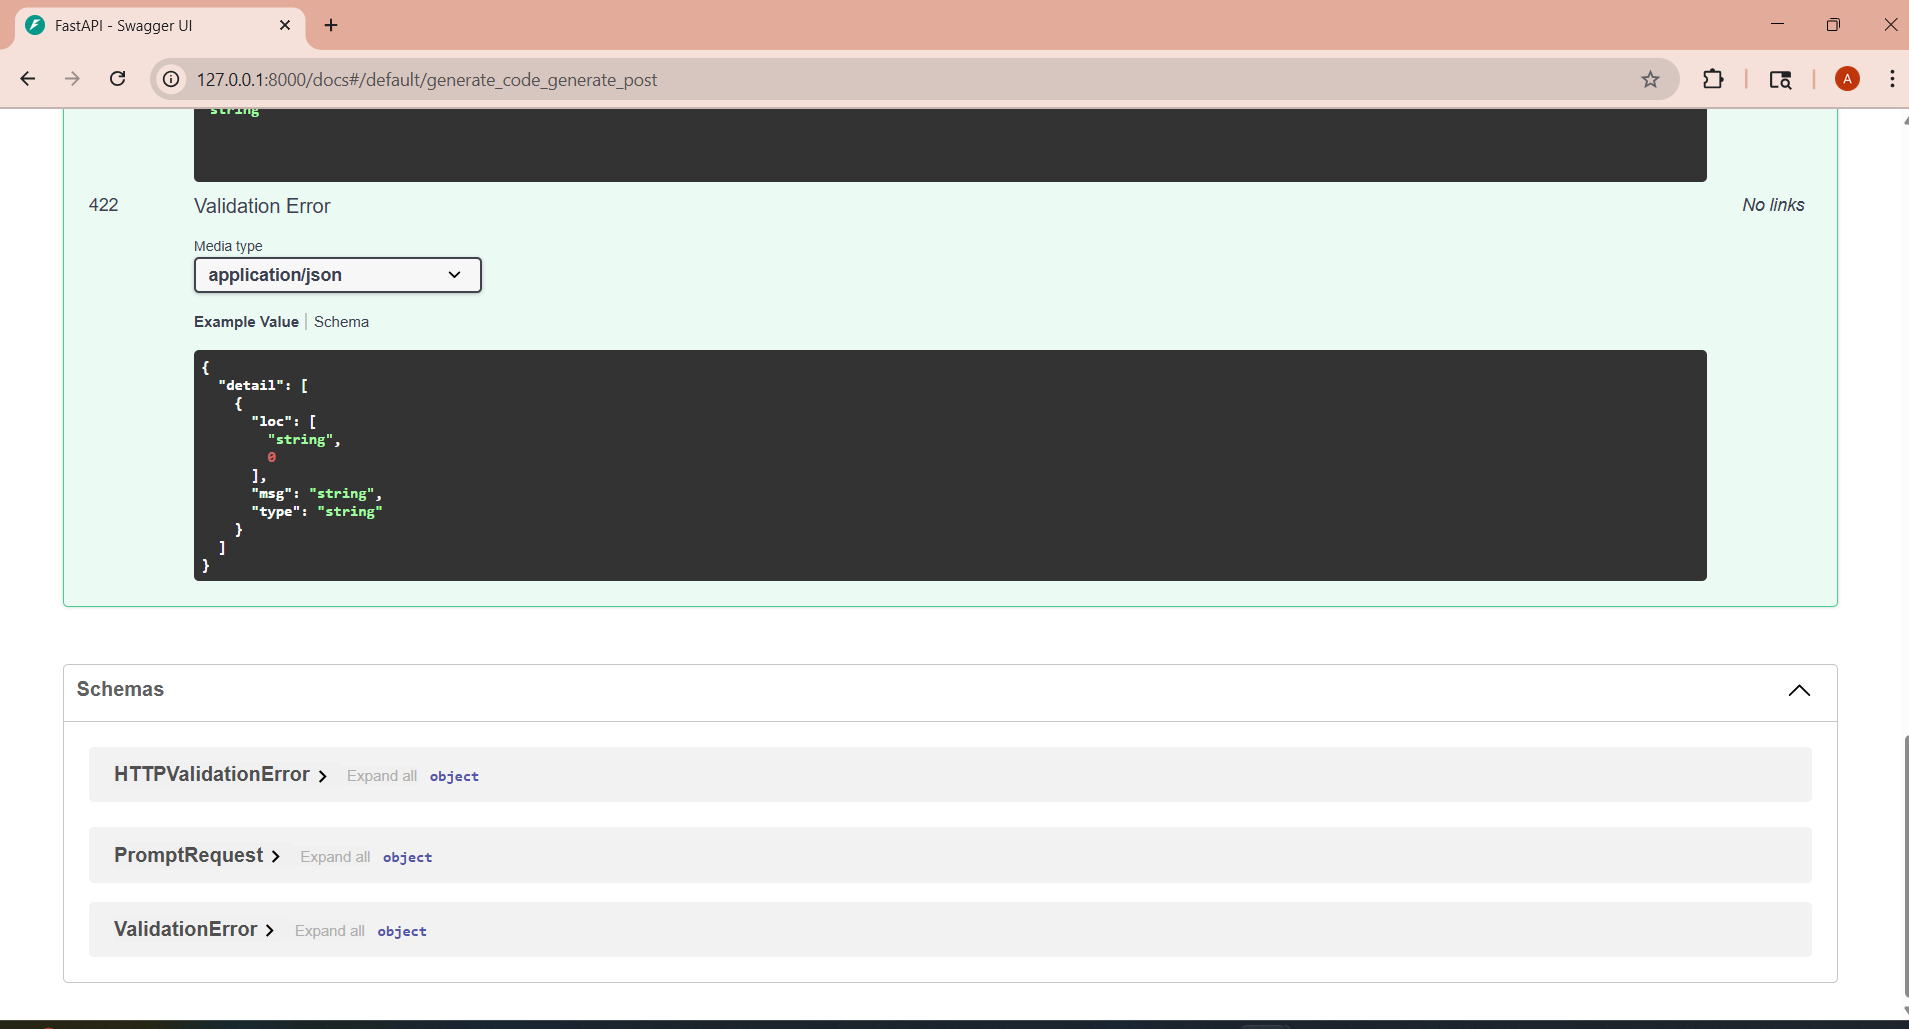 FastAPI - Swagger UI
127.0.0.1:8000/docs#/default/generate_code_generate_post
A
string
422 Validation Error No links
Media type
application/json
Example Value Schema
{
"detail": [
{
"loc": [
"string",
0
],
"msg": "string",
"type": "string"
}
]
}
Schemas
HTTPValidationError Expand all object
PromptRequest Expand all object
ValidationError Expand all object